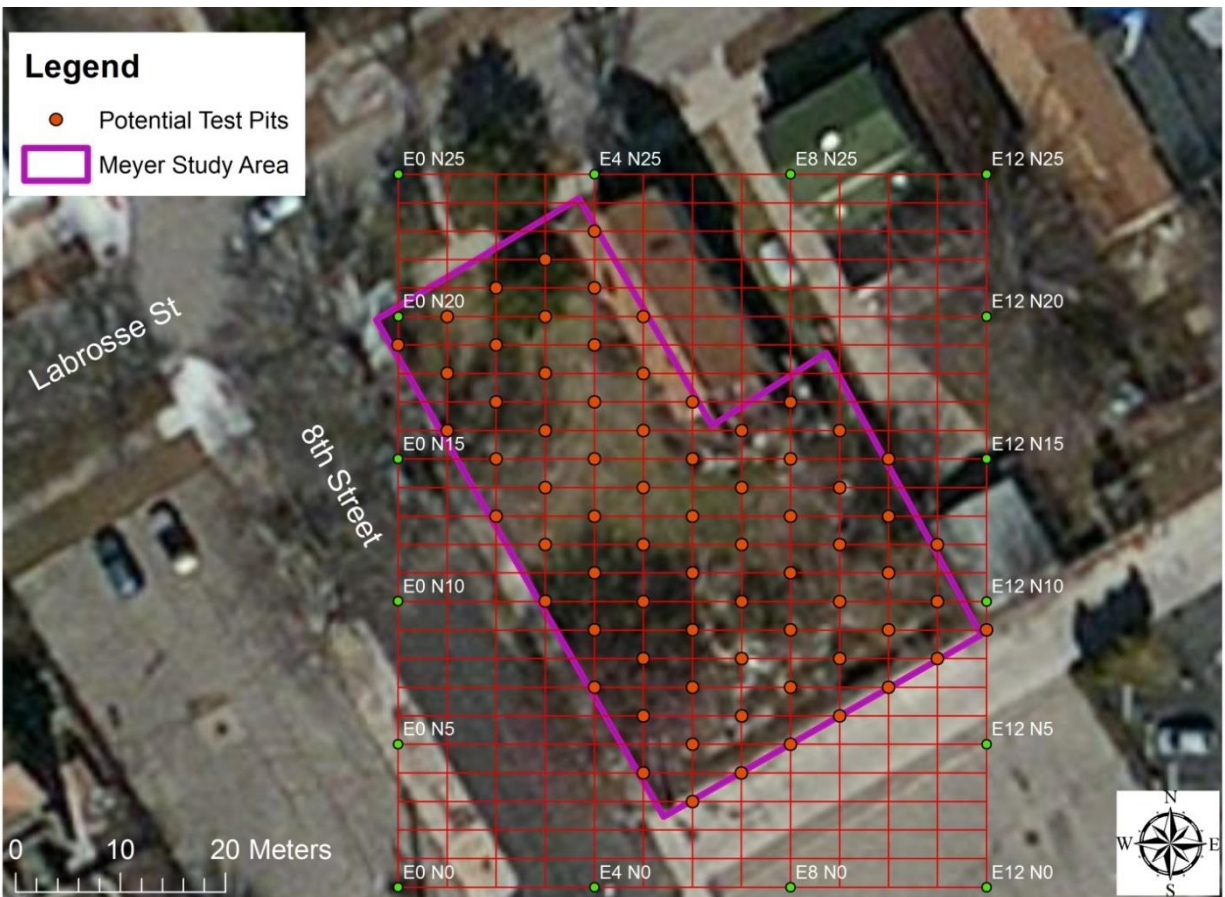 Legend
Potential Test Pits
Meyer Study Area
E0 N25
E4 N25
E8 N25
E12 N25
E0 N20
E12 N20
Labrosse St
8th Street
E0 N15
E12 N15
E0 N10
E12 N10
E0 N5
E12 N5
0 10 20 Meters
E0 N0
E4 N0
E8 N0
E12 N0
N
W E
S